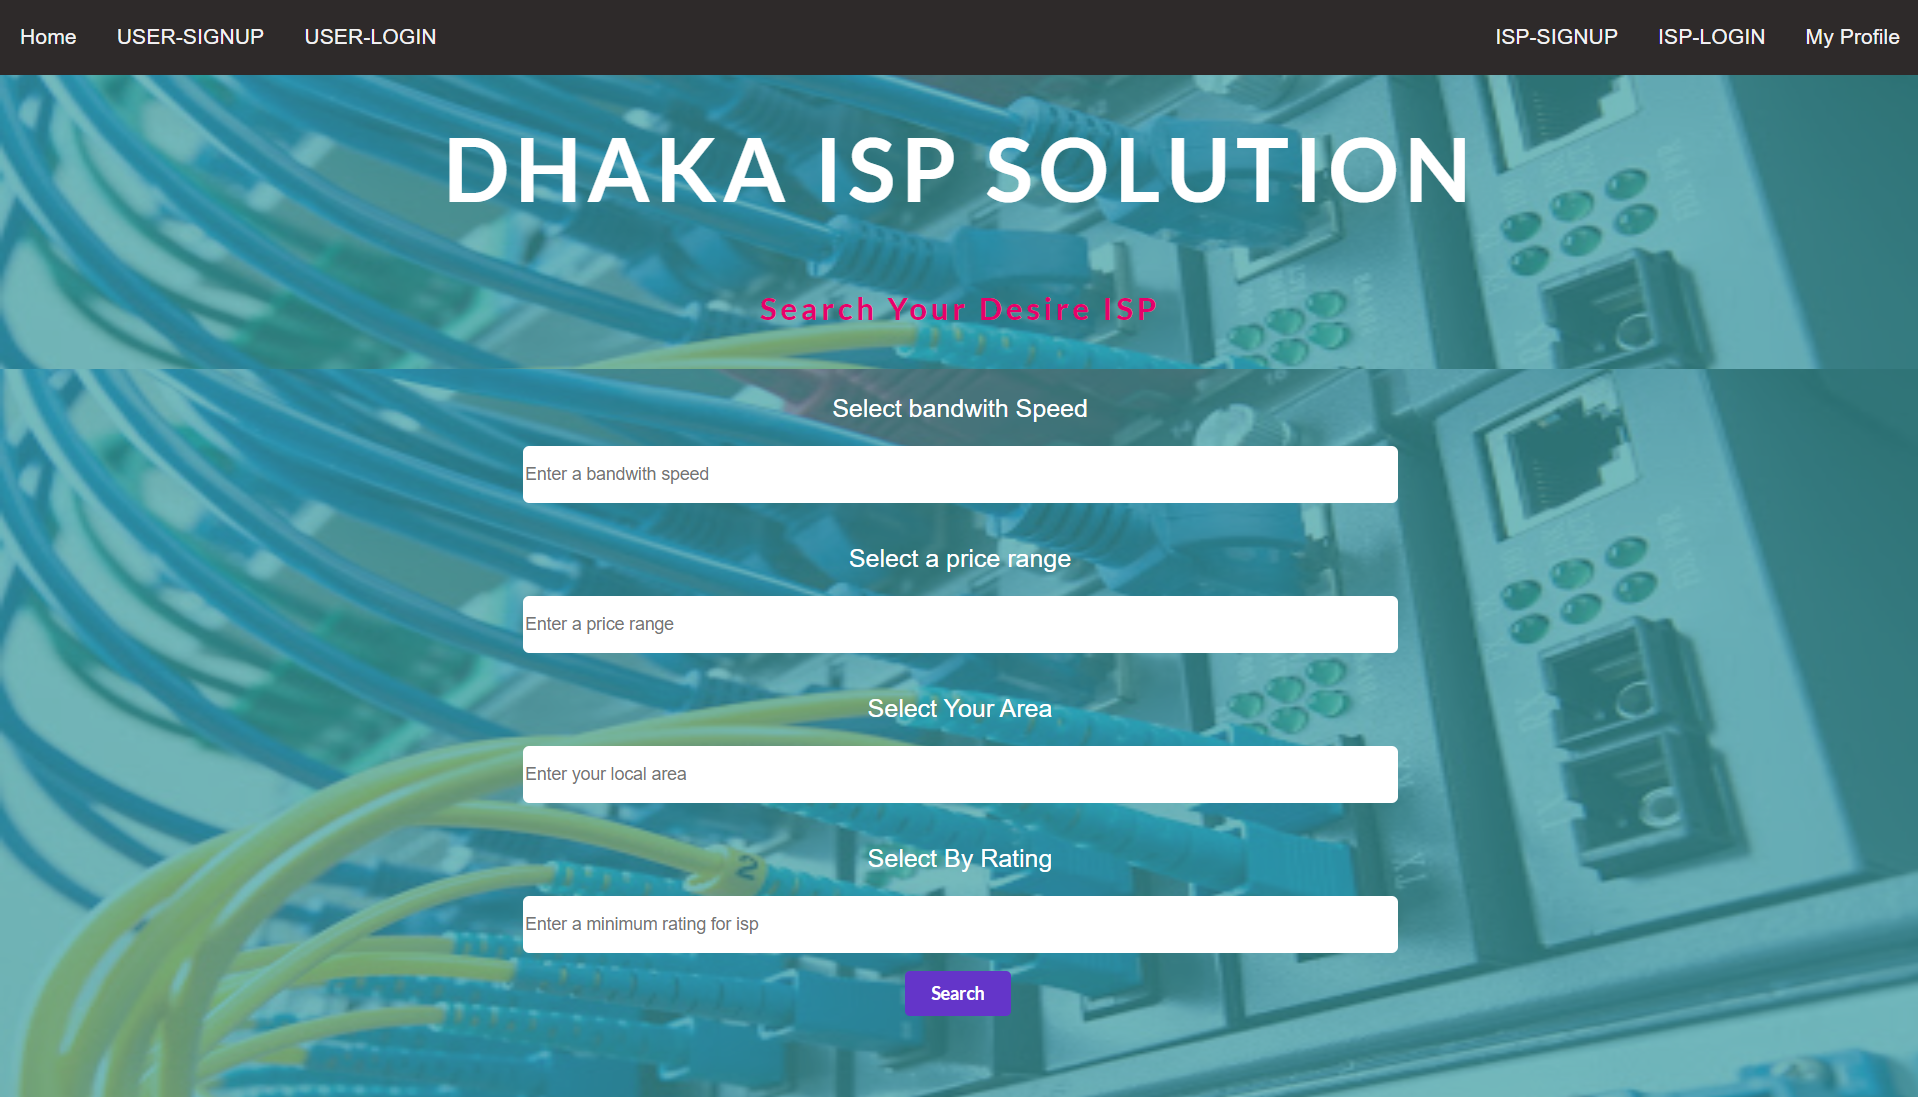 Home USER-SIGNUP USER-LOGIN ISP-SIGNUP ISP-LOGIN My Profile
DHAKA ISP SOLUTION
Search Your Desire ISP
Select bandwith Speed
Enter a bandwith speed
Select a price range
Enter a price range
Select Your Area
Enter your local area
Select By Rating
2
Enter a minimum rating for isp
Search